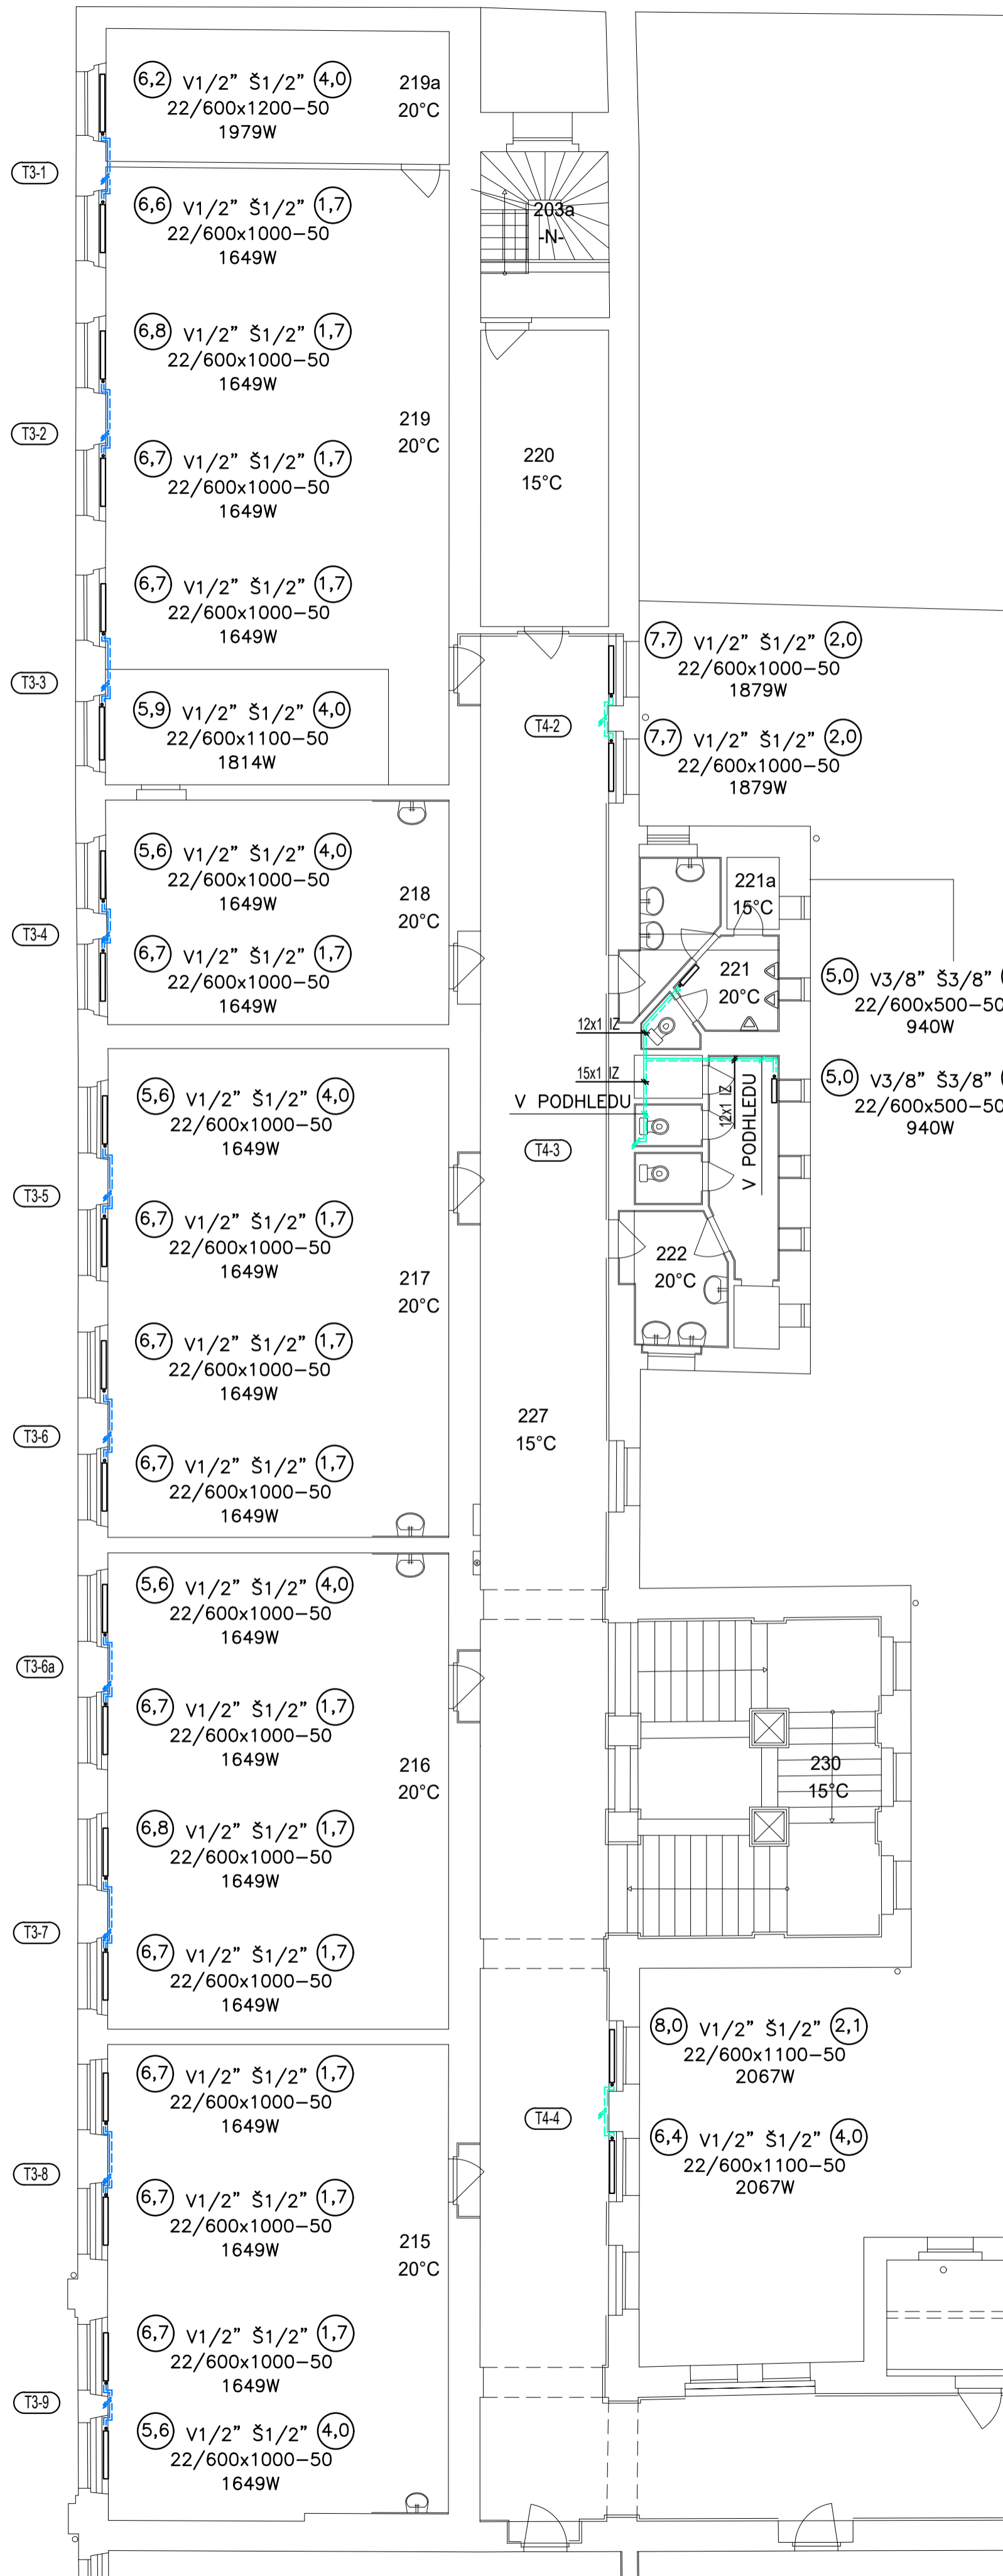 6,2 V1/2" Š1/2" 4,0
22/600x1200-50
1979W
219a
20°C
T3-1
6,6 V1/2" Š1/2" 1,7
22/600x1000-50
1649W
203a
-N-
6,8 V1/2" Š1/2" 1,7
22/600x1000-50
1649W
T3-2
219
20°C
6,7 V1/2" Š1/2" 1,7
22/600x1000-50
1649W
220
15°C
6,7 V1/2" Š1/2" 1,7
22/600x1000-50
1649W
T3-3
5,9 V1/2" Š1/2" 4,0
22/600x1100-50
1814W
7,7 V1/2" Š1/2" 2,0
22/600x1000-50
1879W
T4-2
7,7 V1/2" Š1/2" 2,0
22/600x1000-50
1879W
5,6 V1/2" Š1/2" 4,0
22/600x1000-50
1649W
218
20°C
T3-4
6,7 V1/2" Š1/2" 1,7
22/600x1000-50
1649W
221a
15°C
221
20°C
5,0 V3/8" Š3/8"
22/600x500-50
940W
12x1 IZ
15x1 IZ
V PODHLEDU
12x1 IZ
V PODHLEDU
5,0 V3/8" Š3/8"
22/600x500-50
940W
T4-3
5,6 V1/2" Š1/2" 4,0
22/600x1000-50
1649W
T3-5
6,7 V1/2" Š1/2" 1,7
22/600x1000-50
1649W
217
20°C
222
20°C
6,7 V1/2" Š1/2" 1,7
22/600x1000-50
1649W
T3-6
6,7 V1/2" Š1/2" 1,7
22/600x1000-50
1649W
227
15°C
5,6 V1/2" Š1/2" 4,0
22/600x1000-50
1649W
T3-6a
6,7 V1/2" Š1/2" 1,7
22/600x1000-50
1649W
216
20°C
230
15°C
6,8 V1/2" Š1/2" 1,7
22/600x1000-50
1649W
T3-7
6,7 V1/2" Š1/2" 1,7
22/600x1000-50
1649W
8,0 V1/2" Š1/2" 2,1
22/600x1100-50
2067W
6,7 V1/2" Š1/2" 1,7
22/600x1000-50
1649W
T4-4
6,4 V1/2" Š1/2" 4,0
22/600x1100-50
2067W
T3-8
6,7 V1/2" Š1/2" 1,7
22/600x1000-50
1649W
215
20°C
6,7 V1/2" Š1/2" 1,7
22/600x1000-50
1649W
T3-9
5,6 V1/2" Š1/2" 4,0
22/600x1000-50
1649W